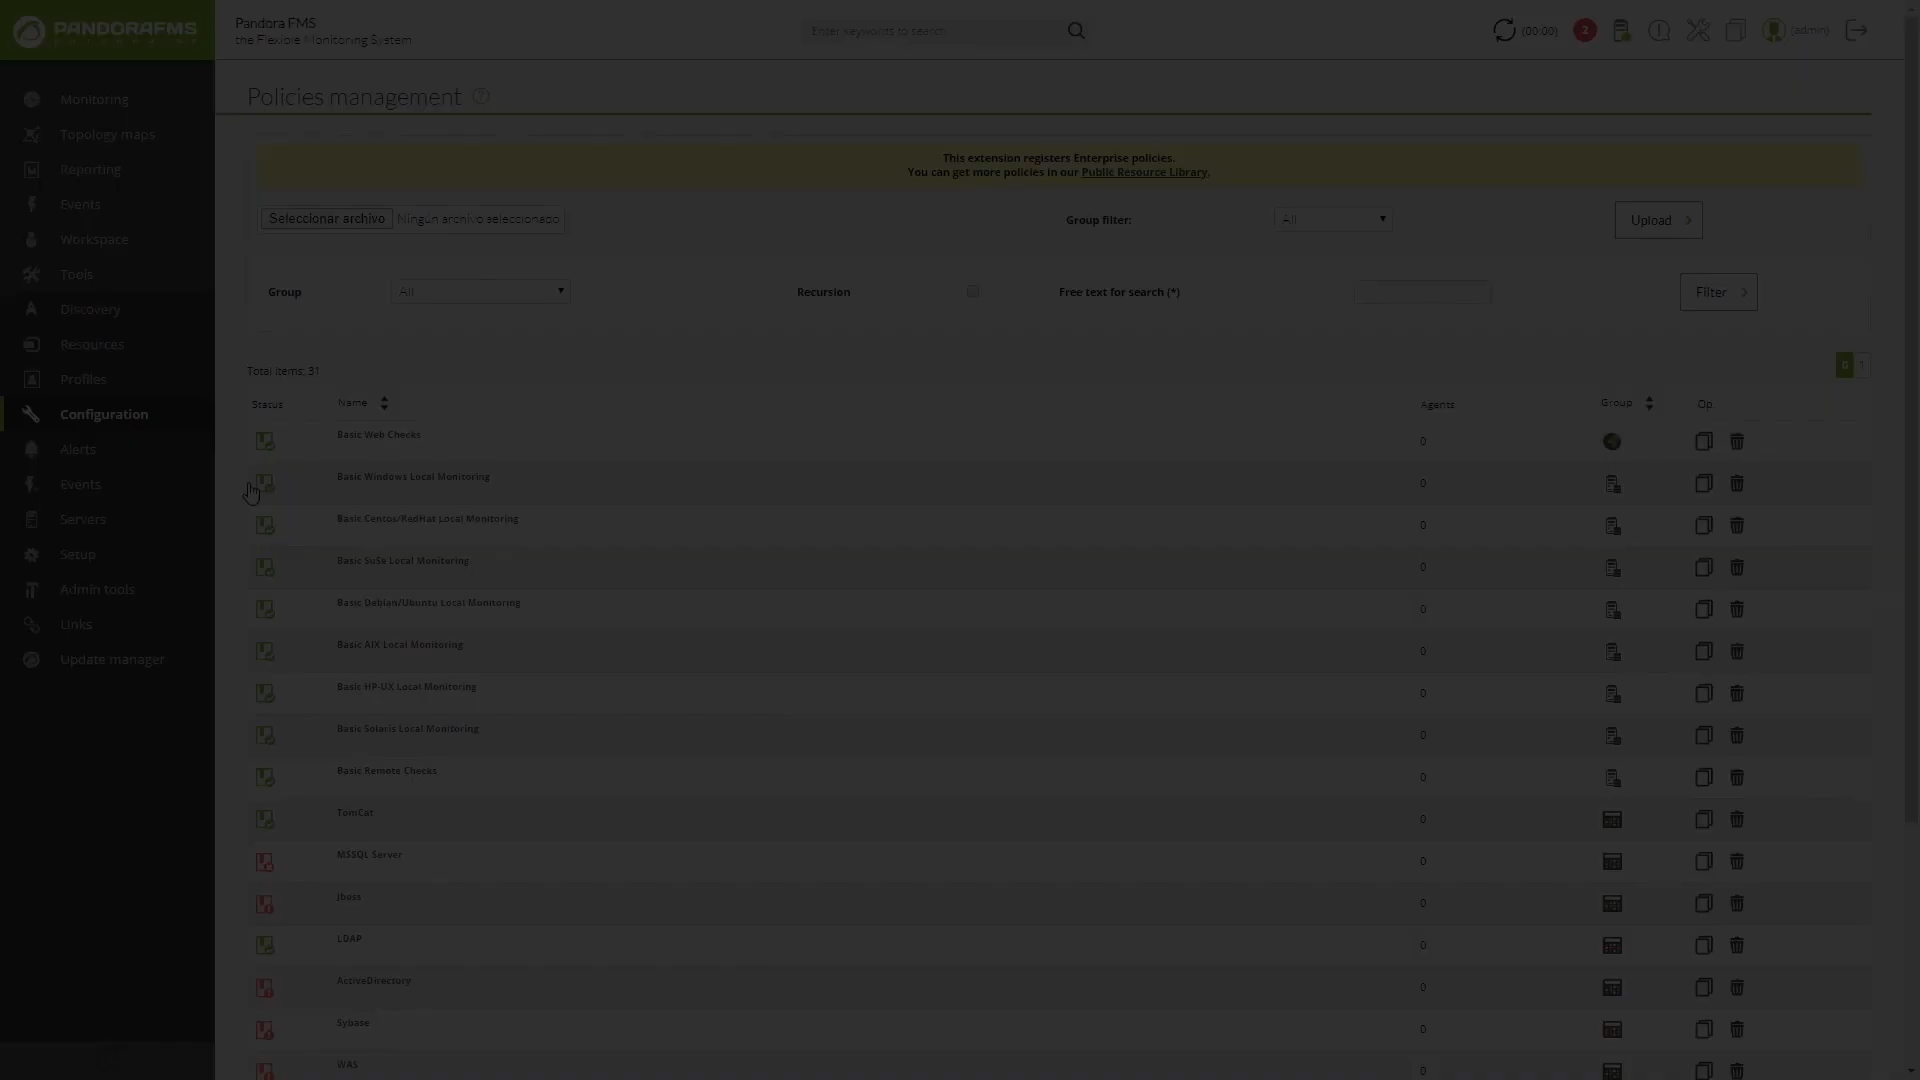 PANDORAFMS
Pandora FMS
the Flexible Monitoring System
Enter keywords to search
(00:00)
2
(admin)
Monitoring
Topology maps
Reporting
Events
Workspace
Tools
Discovery
Resources
Profiles
Configuration
Alerts
Events
Servers
Setup
Admin tools
Links
Update manager
Policies management
This extension registers Enterprise policies.
You can get more policies in our Public Resource Library.
Seleccionar archivo Ningún archivo seleccionado
Group filter: All
Upload
Group All
Recursion
Free text for search (*)
Filter
Total items: 31
0 1
Status Name Agents Group Op.
Basic Web Checks 0
Basic Windows Local Monitoring 0
Basic Centos/RedHat Local Monitoring 0
Basic SuSe Local Monitoring 0
Basic Debian/Ubuntu Local Monitoring 0
Basic AIX Local Monitoring 0
Basic HP-UX Local Monitoring 0
Basic Solaris Local Monitoring 0
Basic Remote Checks 0
TomCat 0
MSSQL Server 0
Jboss 0
LDAP 0
ActiveDirectory 0
Sybase 0
WAS 0